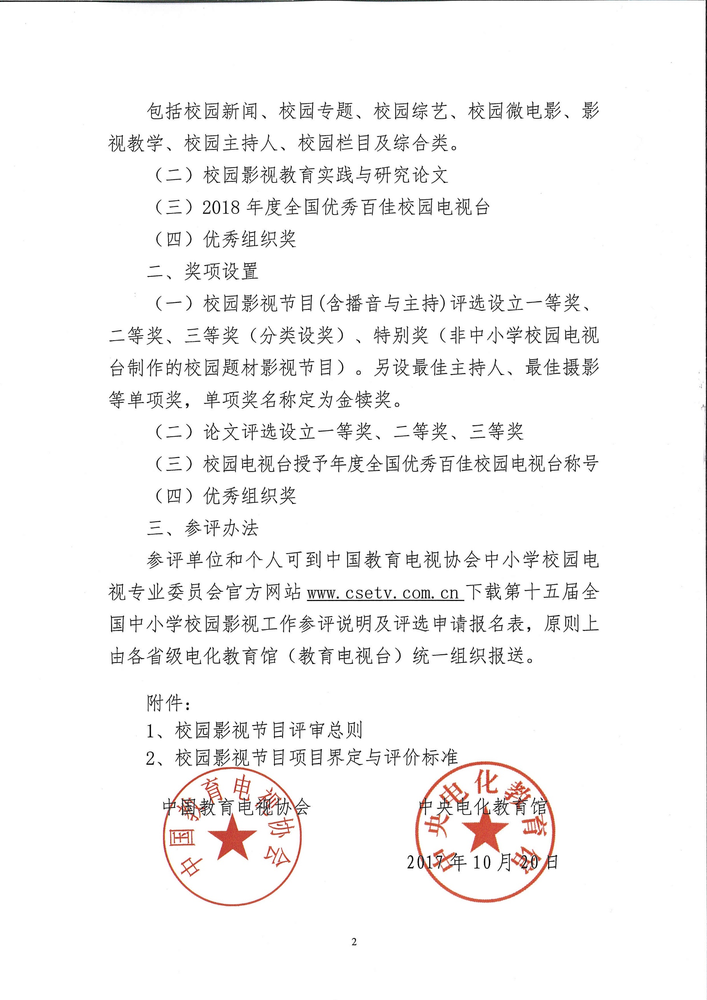 包括校园新闻、校园专题、校园综艺、校园微电影、影
视教学、校园主持人、校园栏目及综合类。
（二）校园影视教育实践与研究论文
（三）2018 年度全国优秀百佳校园电视台
（四）优秀组织奖
二、奖项设置
（一）校园影视节目(含播音与主持)评选设立一等奖、
二等奖、三等奖（分类设奖）、特别奖（非中小学校园电视
台制作的校园题材影视节目）。另设最佳主持人、最佳摄影
等单项奖，单项奖名称定为金犊奖。
（二）论文评选设立一等奖、二等奖、三等奖
（三）校园电视台授予年度全国优秀百佳校园电视台称号
（四）优秀组织奖
三、参评办法
参评单位和个人可到中国教育电视协会中小学校园电
视专业委员会官方网站 www.csetv.com.cn 下载第十五届全
国中小学校园影视工作参评说明及评选申请报名表，原则上
由各省级电化教育馆（教育电视台）统一组织报送。
附件：
1、校园影视节目评审总则
2、校园影视节目项目界定与评价标准
中国教育电视协会
中央电化教育馆
中国教育电视协会
中央电化教育馆
2017 年 10 月 20 日
2